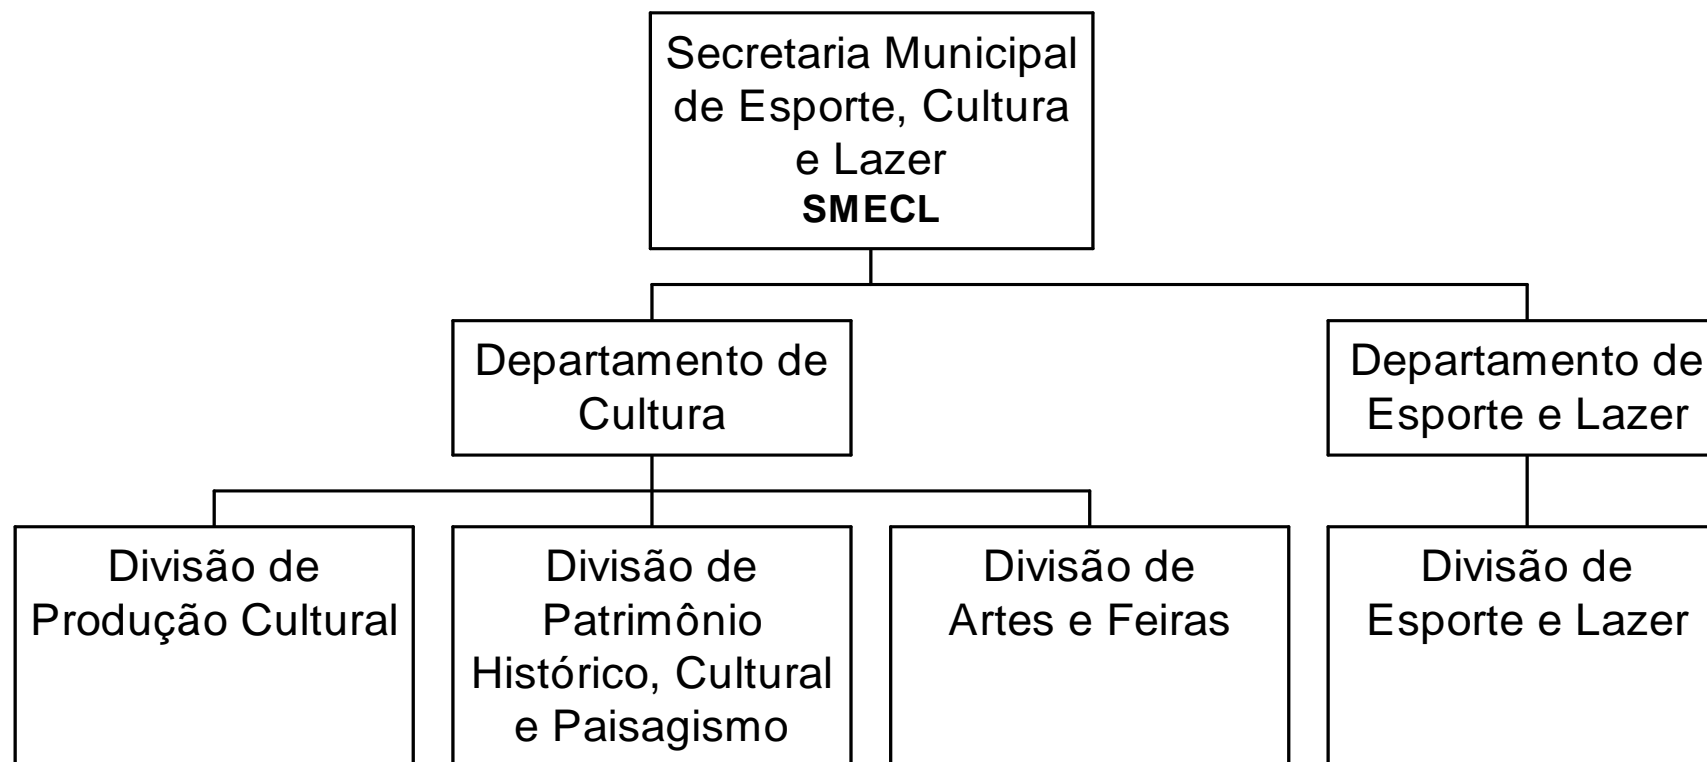 Secretaria Municipal
de Esporte, Cultura
e Lazer
SMECL
Departamento de
Cultura
Departamento de
Esporte e Lazer
Divisão de
Produção Cultural
Divisão de
Patrimônio
Histórico, Cultural
e Paisagismo
Divisão de
Artes e Feiras
Divisão de
Esporte e Lazer